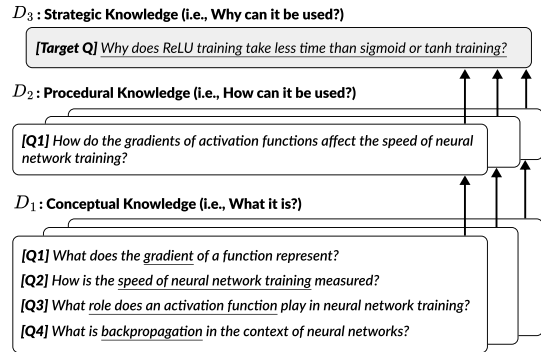 D3 : Strategic Knowledge (i.e., Why can it be used?)
[Target Q] Why does ReLU training take less time than sigmoid or tanh training?
D2 : Procedural Knowledge (i.e., How can it be used?)
[Q1] How do the gradients of activation functions affect the speed of neural
network training?
D1 : Conceptual Knowledge (i.e., What it is?)
[Q1] What does the gradient of a function represent?
[Q2] How is the speed of neural network training measured?
[Q3] What role does an activation function play in neural network training?
[Q4] What is backpropagation in the context of neural networks?